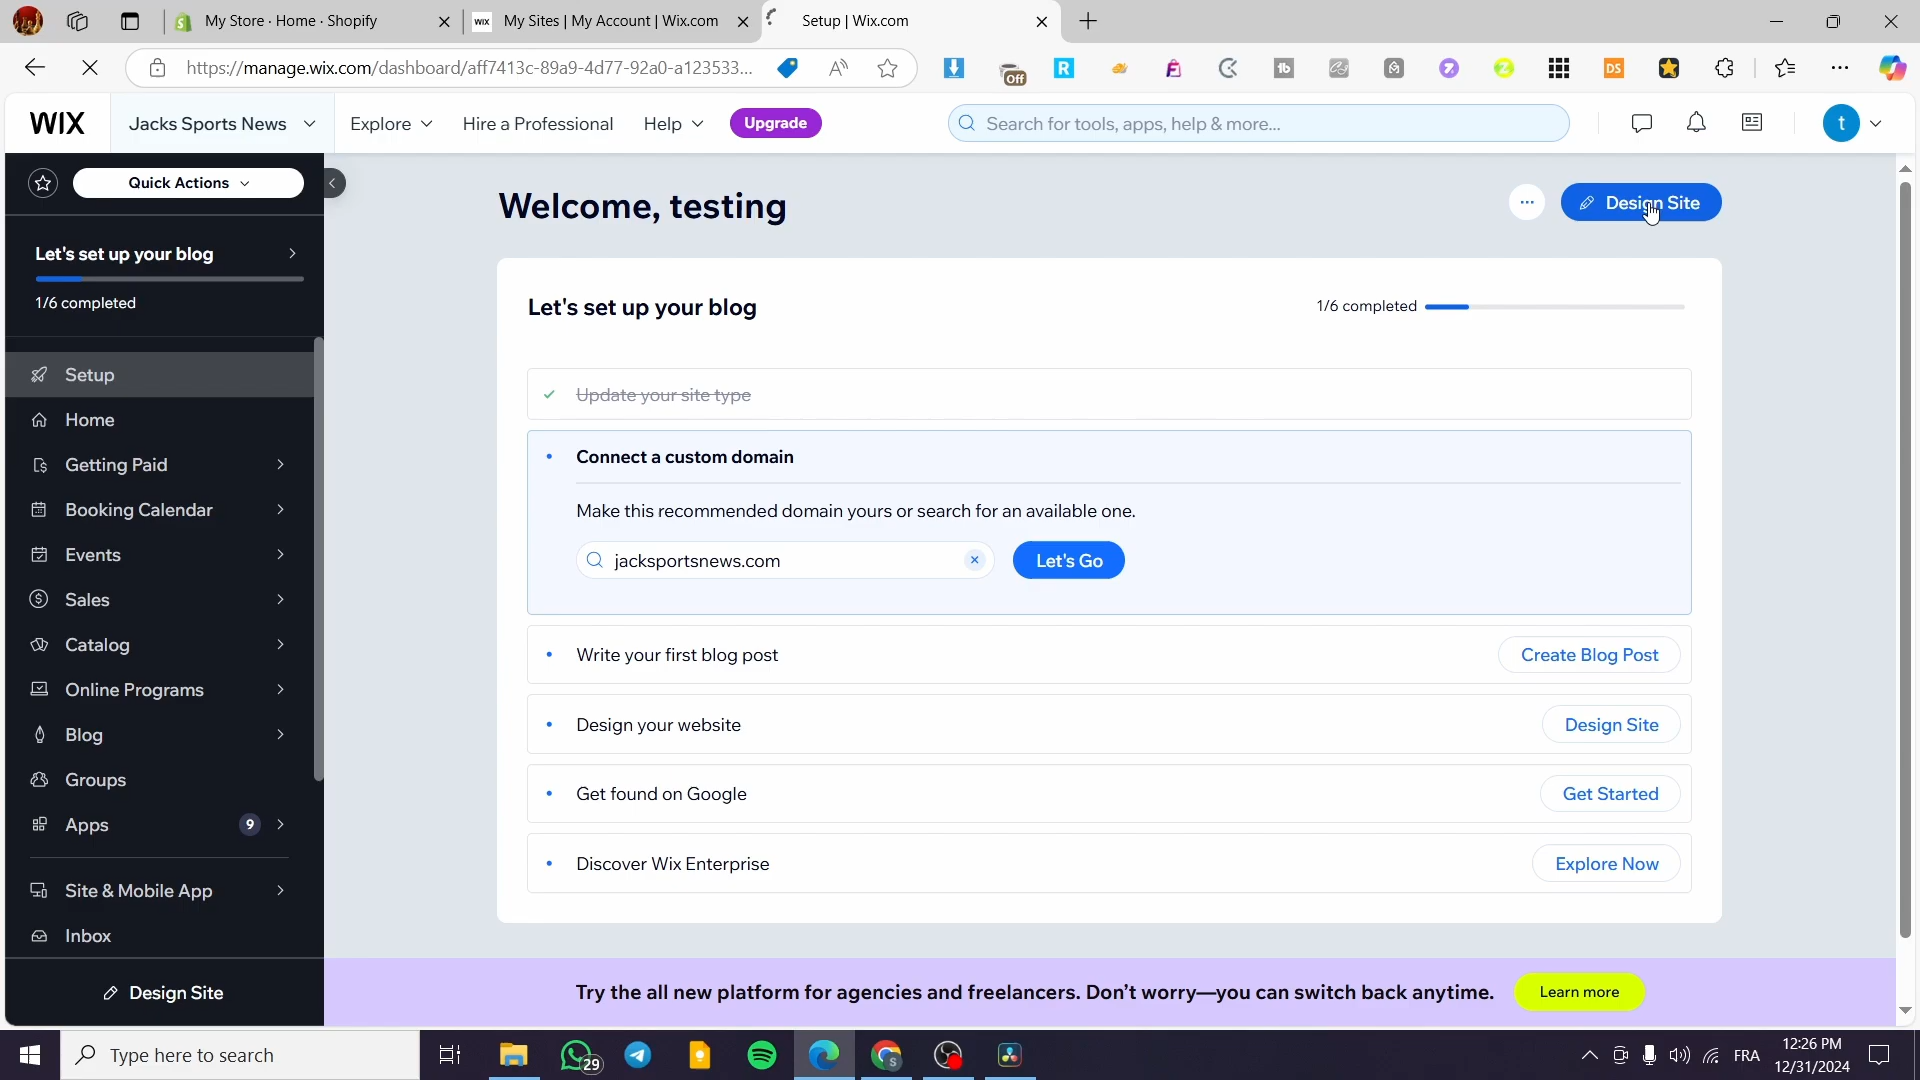 My Store · Home · Shopify
WIX
My Sites | My Account | Wix.com
Setup | Wix.com
https://manage.wix.com/dashboard/aff7413c-89a9-4d77-92a0-a123533...
Off
DS
WIX
Jacks Sports News
Explore
Hire a Professional
Help
Upgrade
Search for tools, apps, help & more...
t
Quick Actions
Let's set up your blog
1/6 completed
Setup
Home
Getting Paid
Booking Calendar
Events
Sales
Catalog
Online Programs
Blog
Groups
Apps
9
Site & Mobile App
Inbox
Design Site
Welcome, testing
Design Site
Let's set up your blog
1/6 completed
Update your site type
Connect a custom domain
Make this recommended domain yours or search for an available one.
jacksportsnews.com
Let's Go
Write your first blog post
Create Blog Post
Design your website
Design Site
Get found on Google
Get Started
Discover Wix Enterprise
Explore Now
Try the all new platform for agencies and freelancers. Don't worry—you can switch back anytime.
Learn more
Type here to search
29
FRA
12:26 PM
12/31/2024